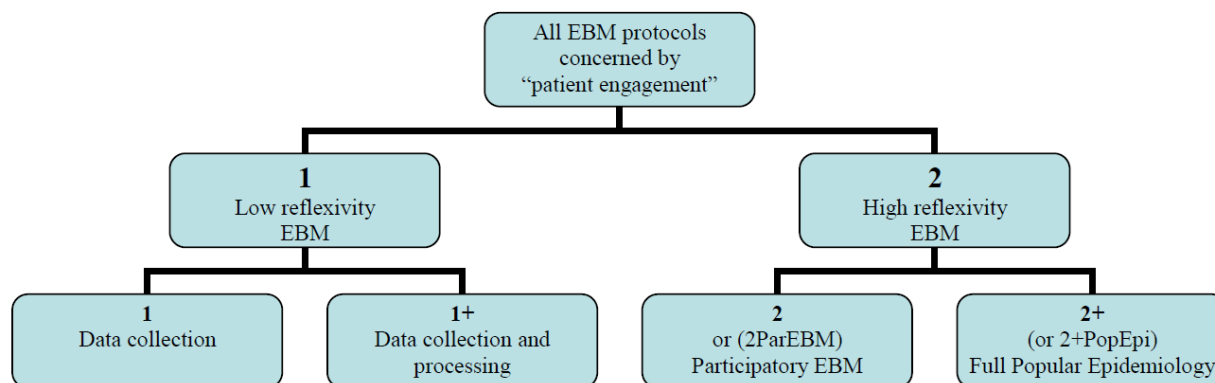 All EBM protocols
concerned by
“patient engagement”
1
Low reflexivity
EBM
2
High reflexivity
EBM
1
Data collection
1+
Data collection and
processing
2
or (2ParEBM)
Participatory EBM
2+
(or 2+PopEpi)
Full Popular Epidemiology